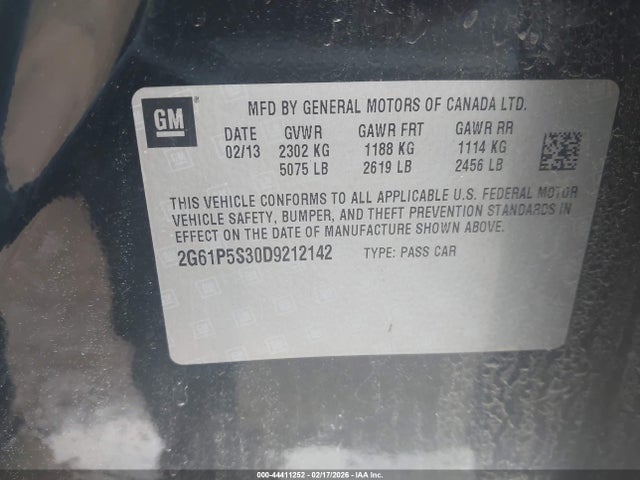 GM
MFD BY GENERAL MOTORS OF CANADA LTD.
DATE GVWR GAWR FRT GAWR RR
02/13 2302 KG 1188 KG 1114 KG
5075 LB 2619 LB 2456 LB
THIS VEHICLE CONFORMS TO ALL APPLICABLE U.S. FEDERAL MOTOR
VEHICLE SAFETY, BUMPER, AND THEFT PREVENTION STANDARDS IN
EFFECT ON THE DATE OF MANUFACTURE SHOWN ABOVE.
2G61P5S30D9212142 TYPE: PASS CAR
000-44411252 - 02/17/2026 - IAA Inc.